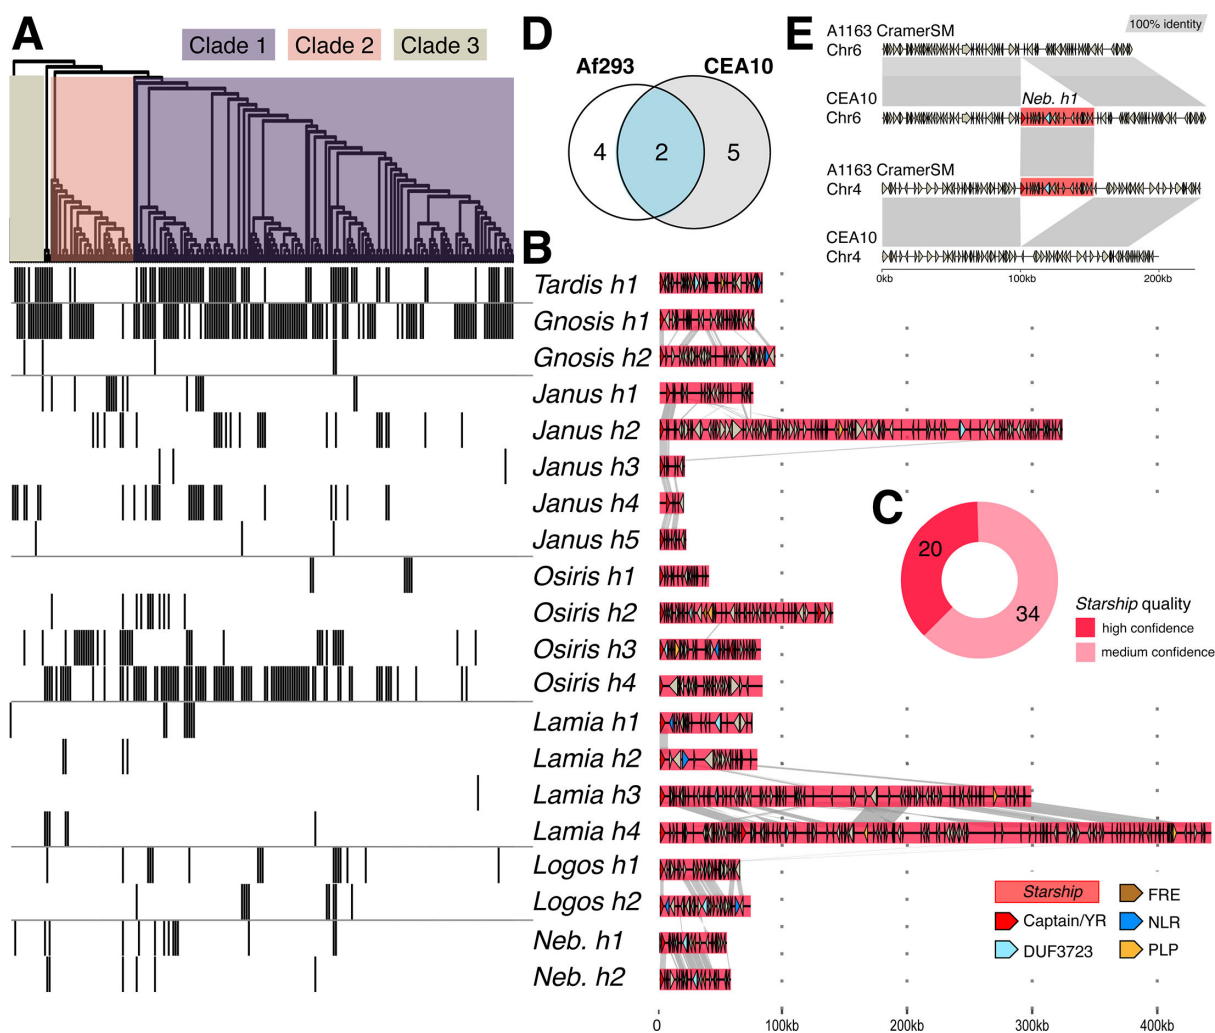 A
Clade 1
Clade 2
Clade 3
D
Af293
CEA10
4
2
5
E
100% identity
A1163 CramerSM
Chr6
CEA10
Neb. h1
Chr6
A1163 CramerSM
Chr4
CEA10
Chr4
0kb
100kb
200kb
B
Tardis h1
Gnosis h1
Gnosis h2
Janus h1
Janus h2
Janus h3
Janus h4
Janus h5
Osiris h1
Osiris h2
Osiris h3
Osiris h4
Lamia h1
Lamia h2
Lamia h3
Lamia h4
Logos h1
Logos h2
Neb. h1
Neb. h2
C
20
34
Starship quality
high confidence
medium confidence
Starship
Captain/YR
DUF3723
FRE
NLR
PLP
0
100kb
200kb
300kb
400kb